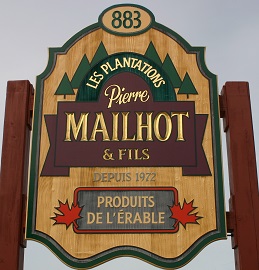 883
LES PLANTATIONS
Pierre
MAILHOT
& FILS
DEPUIS 1972
PRODUITS
DE L'ÉRABLE